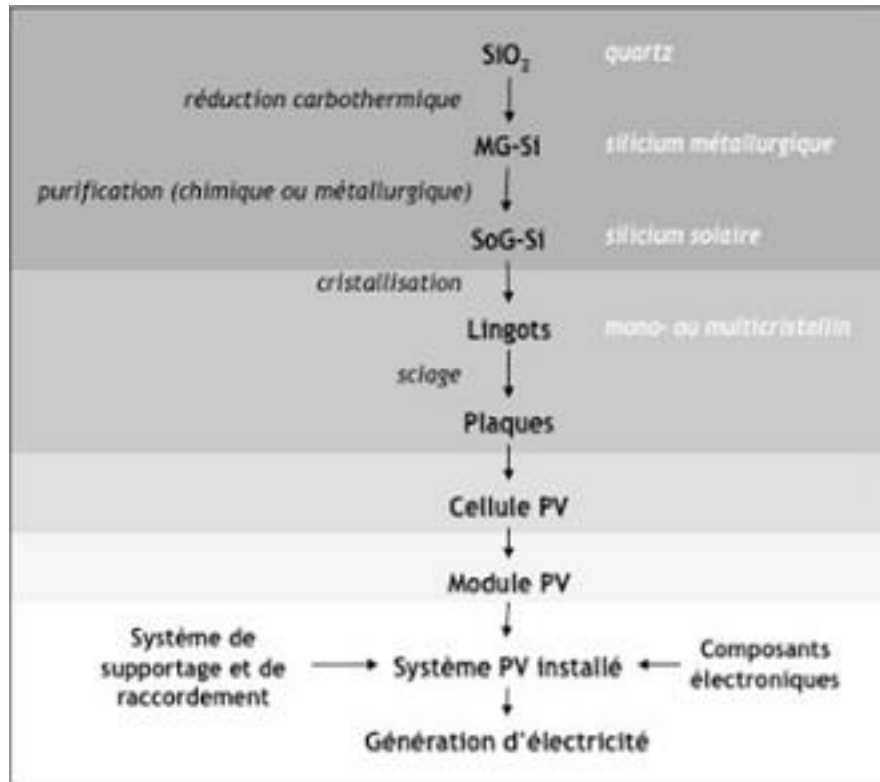 SiO₂ quartz
réduction carbothermique
MG-Si silicium métallurgique
purification (chimique ou métallurgique)
SoG-Si silicium solaire
cristallisation
Lingots mono- ou multicristallin
sciage
Plaques
Cellule PV
Module PV
Système de
supportage et de
raccordement
Système PV installé
Composants
électroniques
Génération d'électricité